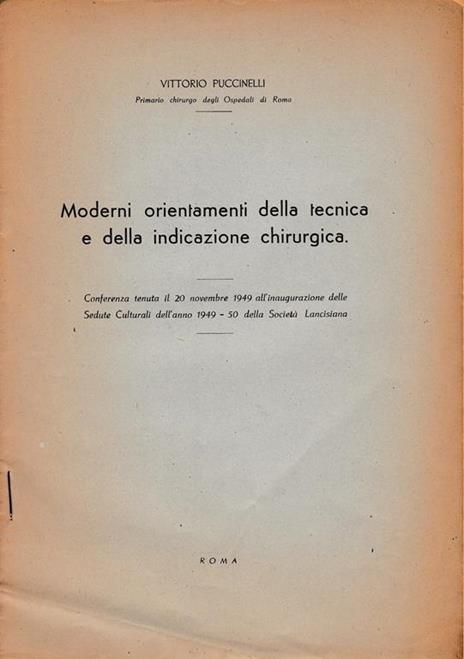 VITTORIO PUCCINELLI
Primario chirurgo degli Ospedali di Roma
Moderni orientamenti della tecnica
e della indicazione chirurgica.
Conferenza tenuta il 20 novembre 1949 all'inaugurazione delle
Sedute Culturali dell'anno 1949 - 50 della Società Lancisiana
ROMA